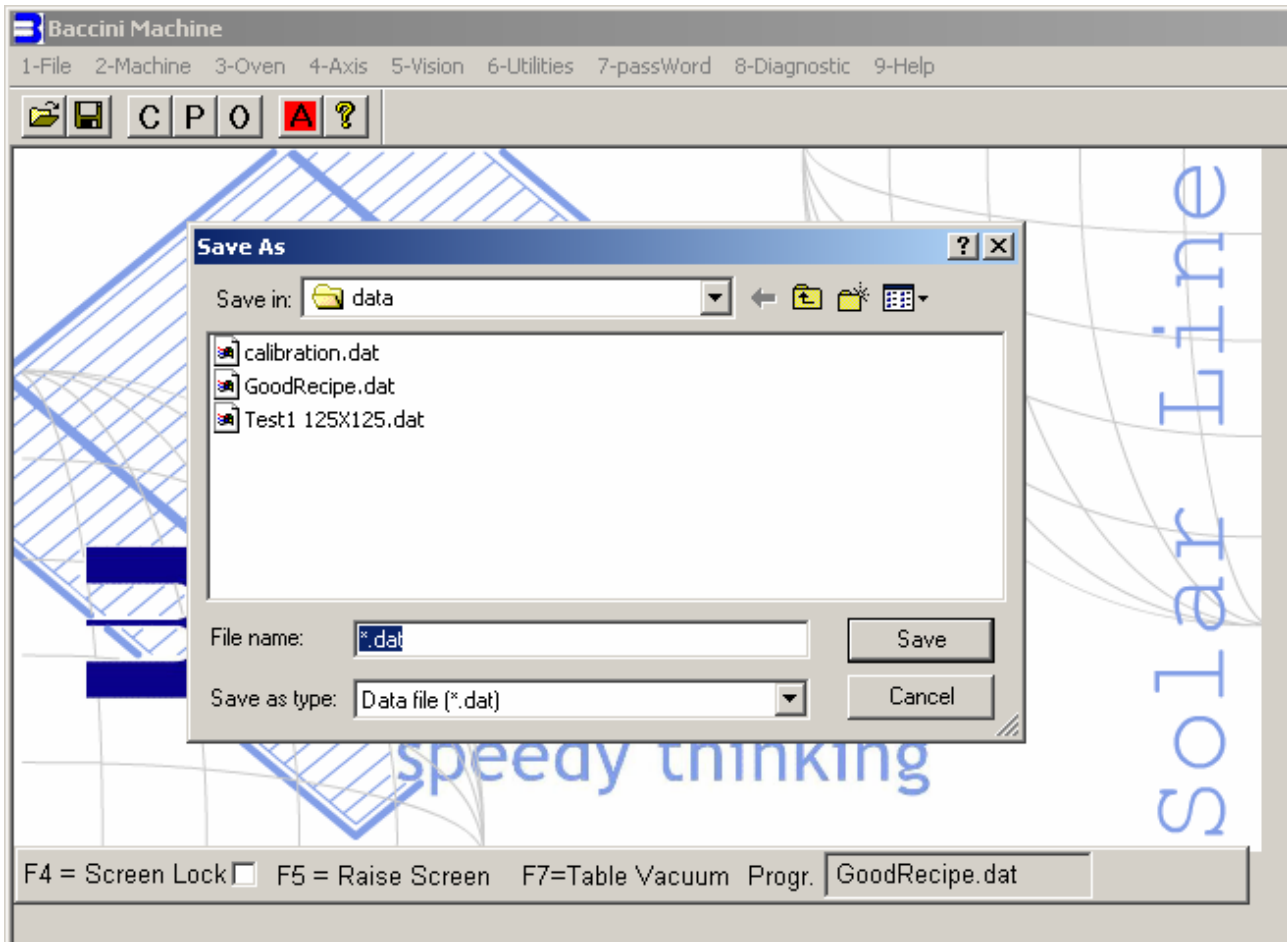 Baccini Machine
1-File 2-Machine 3-Oven 4-Axis 5-Vision 6-Utilities 7-passWord 8-Diagnostic 9-Help
C P O A ?
Save As
Save in: data
calibration.dat
GoodRecipe.dat
Test1 125X125.dat
File name: *.dat Save
Save as type: Data file (*.dat) Cancel
speedy thinking
Solar Line
F4 = Screen Lock F5 = Raise Screen F7=Table Vacuum Progr. GoodRecipe.dat